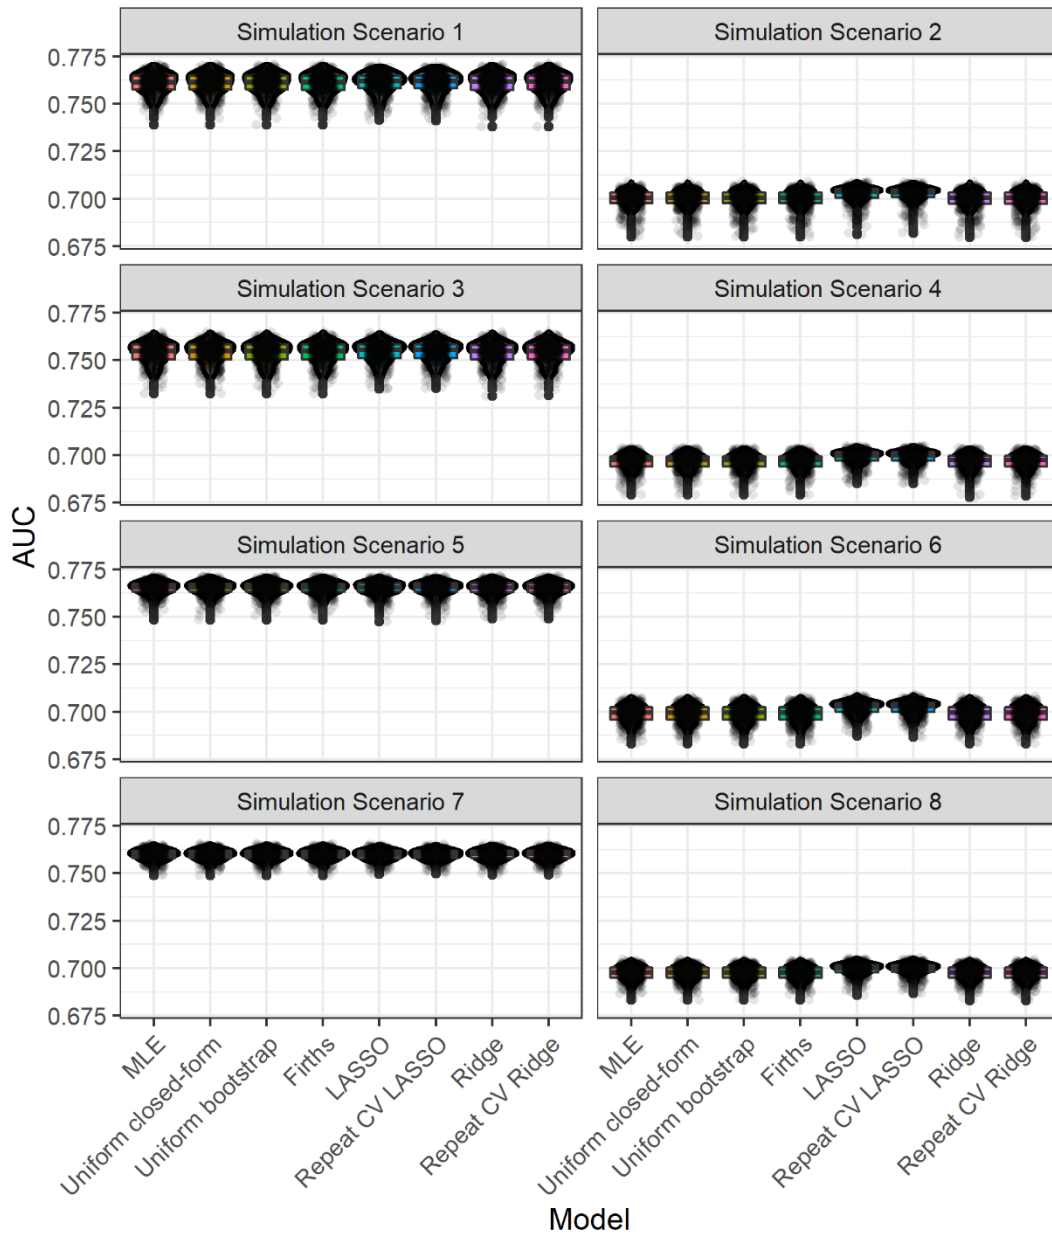 Simulation Scenario 1
Simulation Scenario 2
0.775
0.750
0.725
0.700
0.675
Simulation Scenario 3
Simulation Scenario 4
0.775
0.750
0.725
0.700
0.675
AUC
Simulation Scenario 5
Simulation Scenario 6
0.775
0.750
0.725
0.700
0.675
Simulation Scenario 7
Simulation Scenario 8
0.775
0.750
0.725
0.700
0.675
MLE
Uniform closed-form
Uniform bootstrap
Firths
LASSO
Repeat CV LASSO
Ridge
Repeat CV Ridge
MLE
Uniform closed-form
Uniform bootstrap
Firths
LASSO
Repeat CV LASSO
Ridge
Repeat CV Ridge
Model